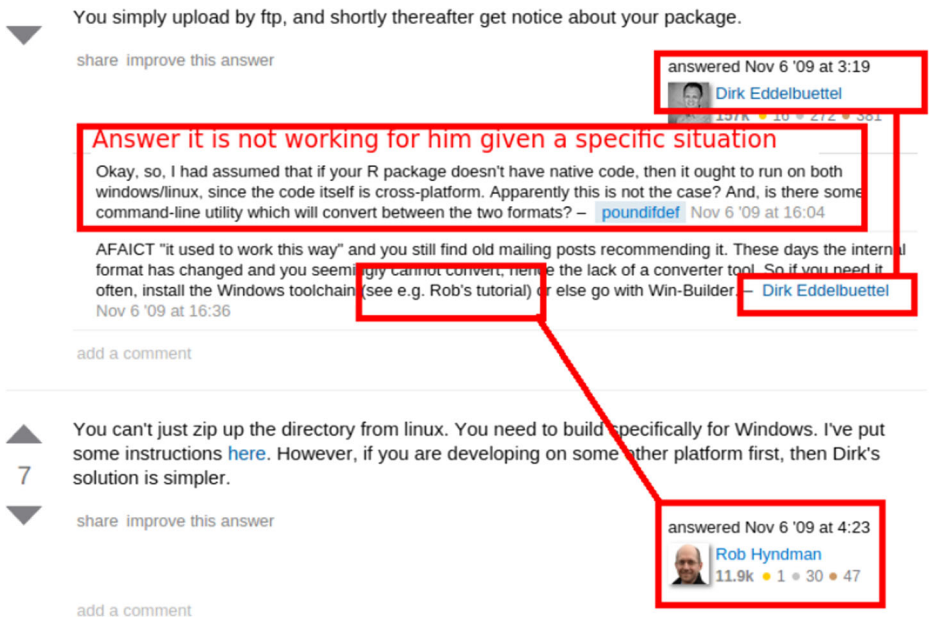 You simply upload by ftp, and shortly thereafter get notice about your package.
share improve this answer
answered Nov 6 '09 at 3:19
Dirk Eddelbuettel
157k 16 272 381
Answer it is not working for him given a specific situation
Okay, so, I had assumed that if your R package doesn't have native code, then it ought to run on both
windows/linux, since the code itself is cross-platform. Apparently this is not the case? And, is there some
command-line utility which will convert between the two formats? – poundifdef Nov 6 '09 at 16:04
AFAICT "it used to work this way" and you still find old mailing posts recommending it. These days the internal
format has changed and you seemingly cannot convert, hence the lack of a converter tool. So if you need it
often, install the Windows toolchain (see e.g. Rob's tutorial) or else go with Win-Builder. – Dirk Eddelbuettel
Nov 6 '09 at 16:36
add a comment
You can't just zip up the directory from linux. You need to build specifically for Windows. I've put
7
some instructions here. However, if you are developing on some other platform first, then Dirk's
solution is simpler.
share improve this answer
answered Nov 6 '09 at 4:23
Rob Hyndman
11.9k 1 30 47
add a comment